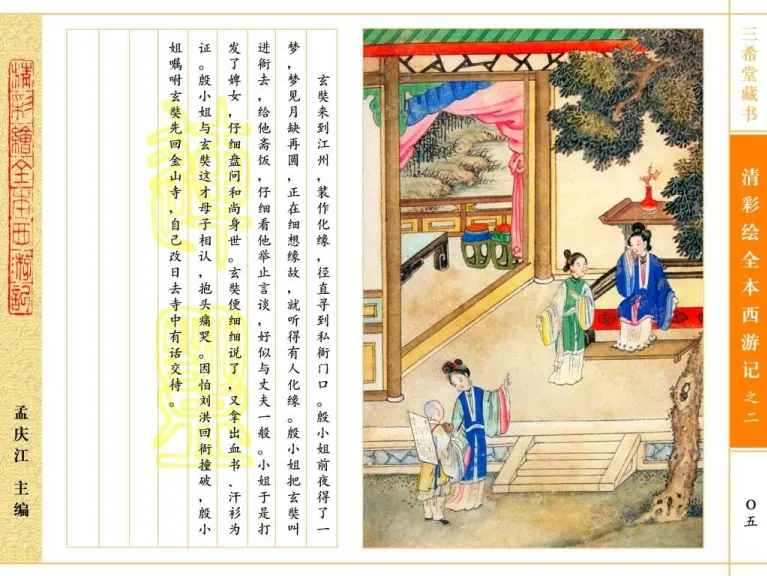 三希堂藏书
清彩绘全本西游记之二
〇五
玄奘来到江州，装作化缘，径直寻到私衙门口。殷小姐前夜得了一
梦，梦见月缺再圆，正在细想缘故，就听得有人化缘。殷小姐把玄奘叫
进衙去，给他斋饭，仔细看他举止言谈，好似与丈夫一般。小姐于是打
发了婢女，仔细盘问和尚身世。玄奘便细细说了，又拿出血书、汗衫为
证。殷小姐与玄奘这才母子相认，抱头痛哭。因怕刘洪回衙撞破，殷小
姐嘱咐玄奘先回金山寺，自己改日去寺中有话交待。
清彩繪全本西游記
孟庆江 主编